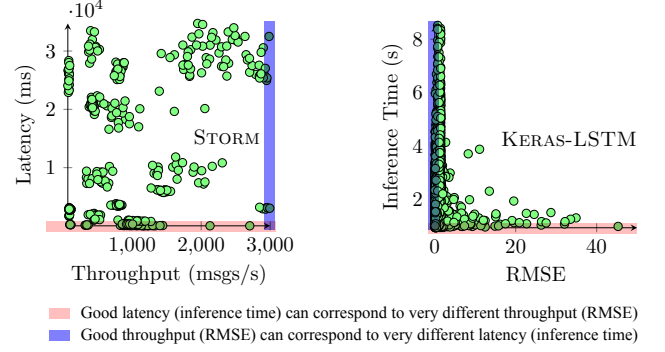 ·10⁴
3
2
1
Latency (ms)
STORM
1,000 2,000 3,000
Throughput (msgs/s)
8
6
4
2
Inference Time (s)
KERAS-LSTM
0 20 40
RMSE
Good latency (inference time) can correspond to very different throughput (RMSE)
Good throughput (RMSE) can correspond to very different latency (inference time)